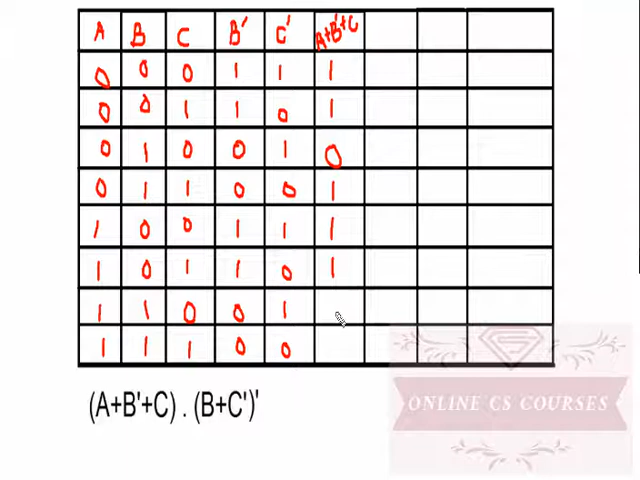 A B C B' C' A+B'+C
0 0 0 1 1 1
0 0 1 1 0 1
0 1 0 0 1 0
0 1 1 0 0 1
1 0 0 1 1 1
1 0 1 1 0 1
1 1 0 0 1
1 1 1 0 0
(A+B'+C) . (B+C')'
ONLINE CS COURSES